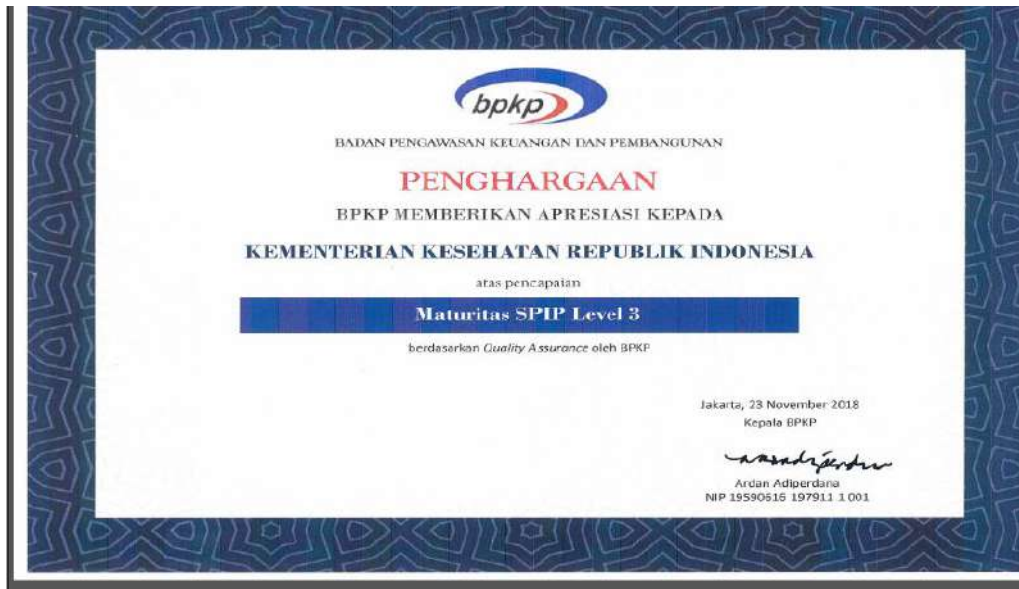 bpkp
BADAN PENGAWASAN KEUANGAN DAN PEMBANGUNAN
PENGHARGAAN
BPKP MEMBERIKAN APRESIASI KEPADA
KEMENTERIAN KESEHATAN REPUBLIK INDONESIA
atas pencapaian
Maturitas SPIP Level 3
berdasarkan Quality Assurance oleh BPKP
Jakarta, 23 November 2018
Kepala BPKP
Ardan Adiperdana
NIP 19590616 197911 1 001